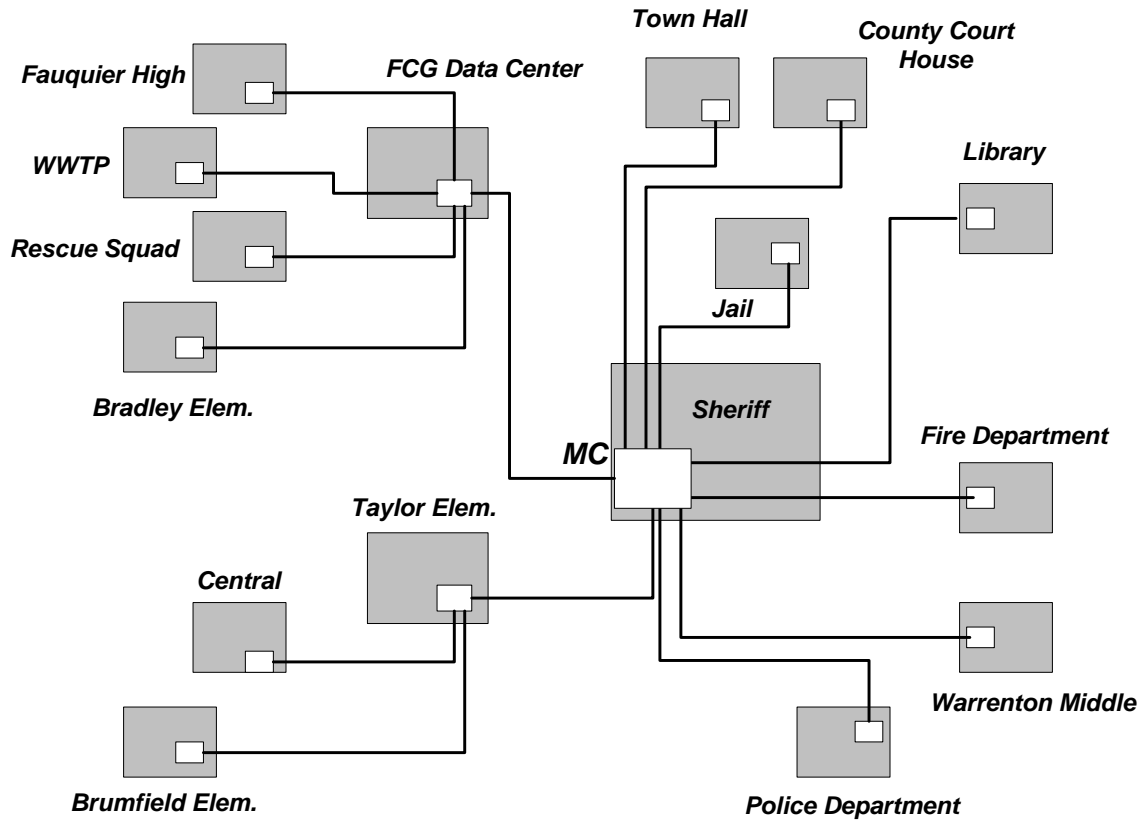 Town Hall
County Court
House
Fauquier High
FCG Data Center
WWTP
Library
Rescue Squad
Jail
Bradley Elem.
Sheriff
Fire Department
MC
Taylor Elem.
Central
Warrenton Middle
Brumfield Elem.
Police Department